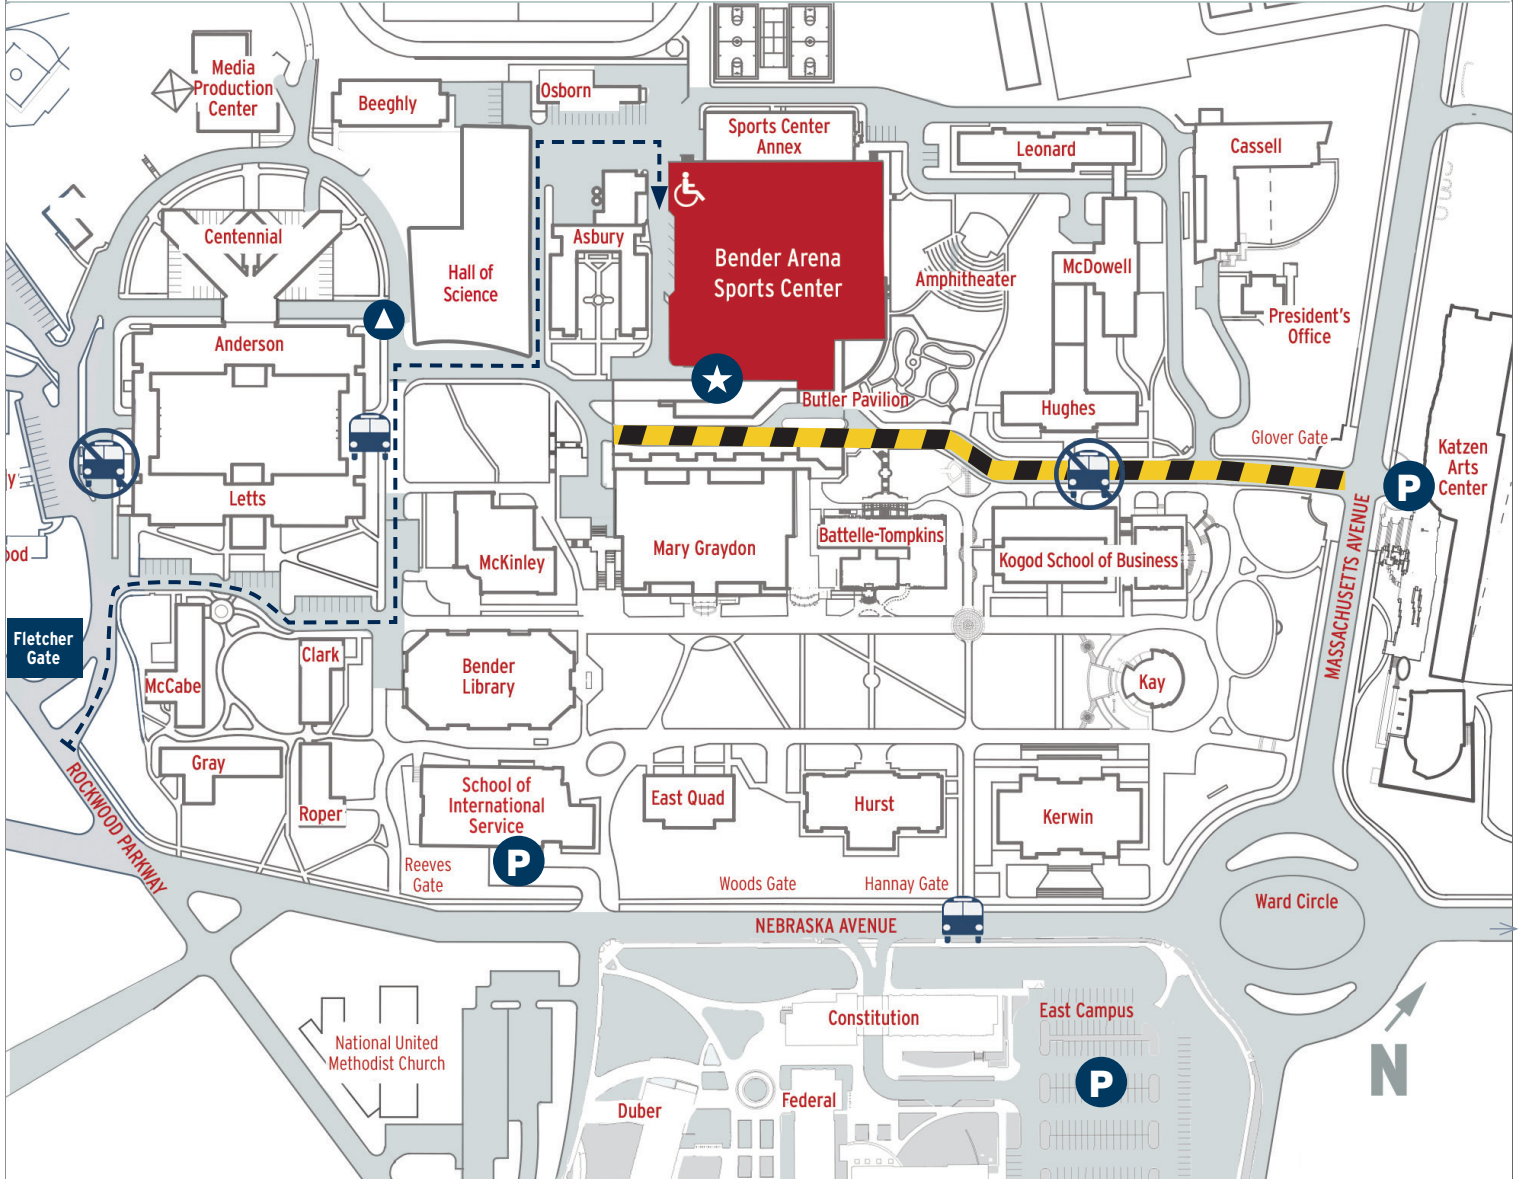 Media
Production
Center
Beeghly
Osborn
Sports Center
Annex
Leonard
Cassell
Centennial
Asbury
Hall of
Science
Bender Arena
Sports Center
Amphitheater
McDowell
President's
Office
Anderson
Butler Pavilion
Hughes
Glover Gate
Katzen
Arts
Center
P
y
Letts
MASSACHUSETTS AVENUE
ood
McKinley
Mary Graydon
Battelle-Tompkins
Kogod School of Business
Fletcher
Gate
Clark
McCabe
Bender
Library
Kay
Gray
Roper
ROCKWOOD PARKWAY
School of
International
Service
P
East Quad
Hurst
Kerwin
Reeves
Gate
Woods Gate
Hannay Gate
Ward Circle
NEBRASKA AVENUE
National United
Methodist Church
Constitution
East Campus
P
N
Duber
Federal